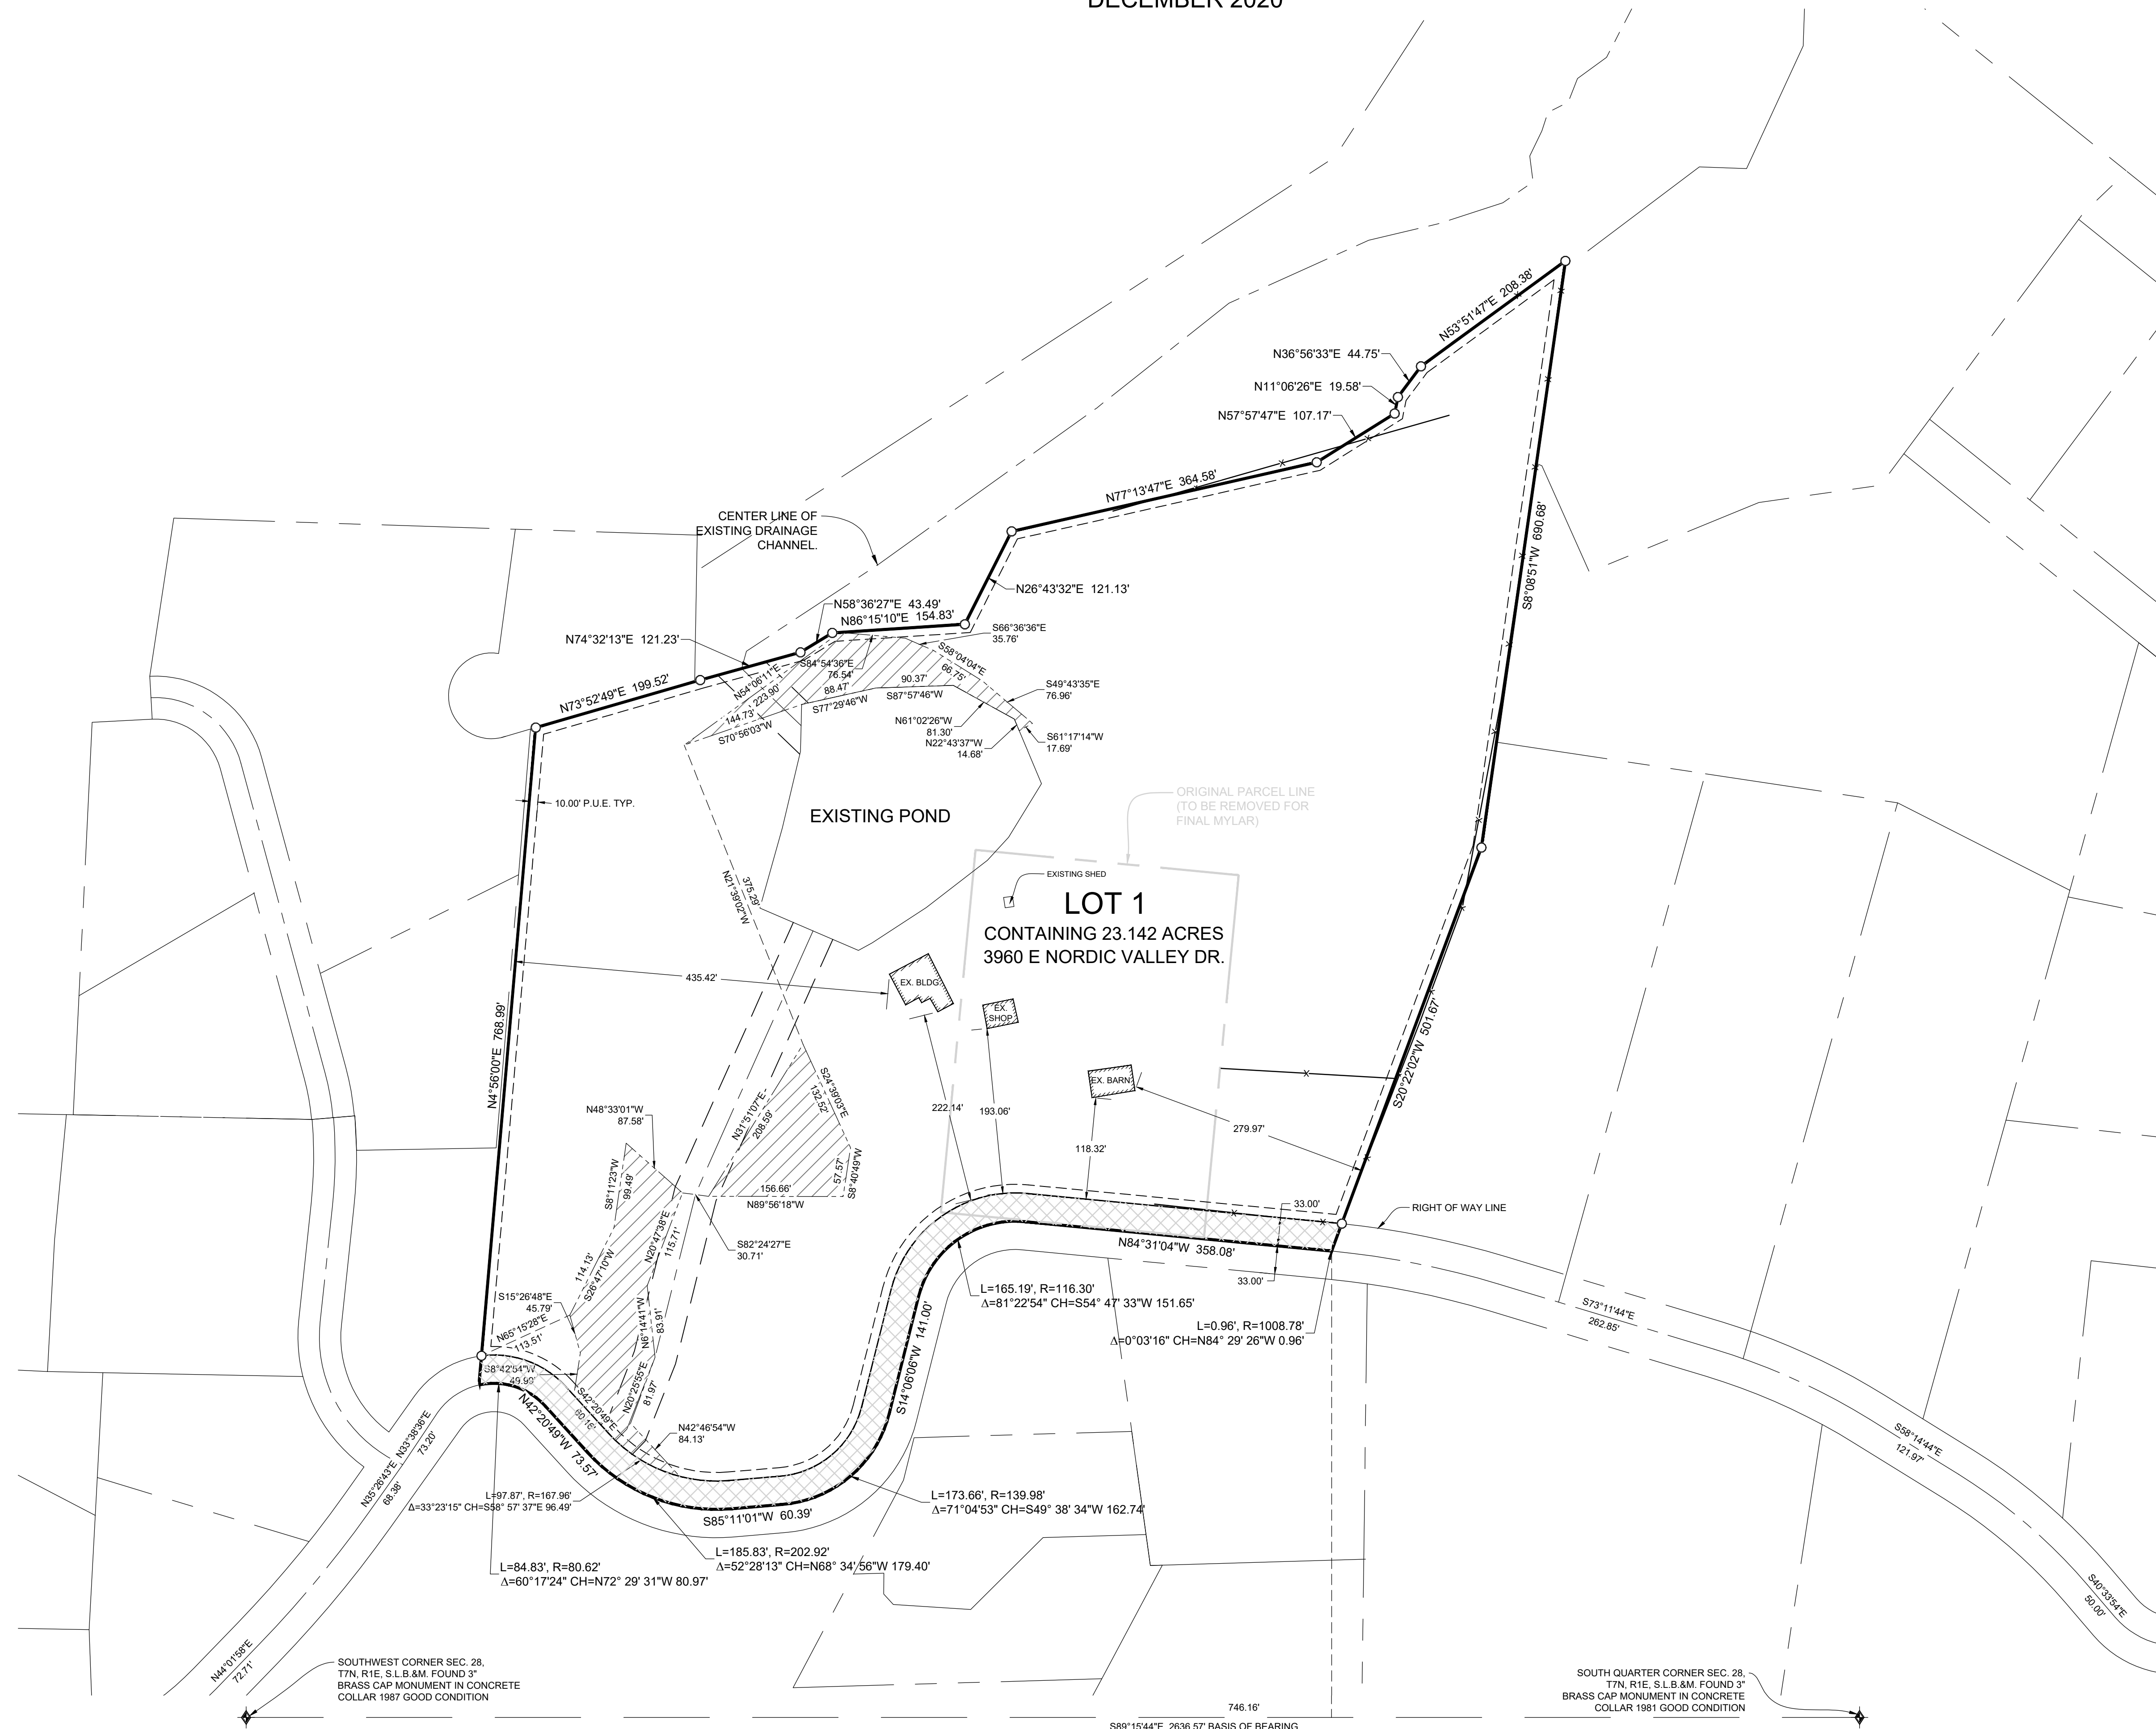 DECEMBER 2020
N53°51'47"E  208.38'
N36°56'33"E  44.75'
N11°06'26"E  19.58'
N57°57'47"E  107.17'
N77°13'47"E  364.58'
S8°08'51"W  690.68'
CENTER LINE OF
EXISTING DRAINAGE
CHANNEL.
N26°43'32"E  121.13'
N58°36'27"E  43.49'
N86°15'10"E  154.83'
N74°32'13"E  121.23'
S66°36'36"E
35.76'
S58°04'04"E
66.75'
S84°54'36"E
76.54'
N54°06'11"E
223.90'
90.37'
S87°57'46"W
88.47'
S77°29'46"W
S49°43'35"E
76.96'
N73°52'49"E  199.52'
144.73'
S70°56'03"W
N61°02'26"W
81.30'
N22°43'37"W
14.68'
S61°17'14"W
17.69'
10.00' P.U.E. TYP.
EXISTING POND
ORIGINAL PARCEL LINE
(TO BE REMOVED FOR
FINAL MYLAR)
375.29'
N21°39'02"W
EXISTING SHED
LOT 1
CONTAINING 23.142 ACRES
3960 E NORDIC VALLEY DR.
435.42'
EX. BLDG.
EX.
SHOP
N4°56'00"E  768.99'
S20°22'02"W  501.67'
EX. BARN
S24°39'03"E
132.52'
N31°51'07"E
208.59'
N48°33'01"W
87.58'
222.14'
193.06'
118.32'
279.97'
S8°11'23"W
99.49'
156.66'
N89°56'18"W
57.57'
S8°40'49"W
33.00'
RIGHT OF WAY LINE
N20°47'38"E
115.71'
S82°24'27"E
30.71'
N84°31'04"W  358.08'
33.00'
114.13'
S26°47'10"W
S15°26'48"E
45.79'
L=165.19', R=116.30'
Δ=81°22'54" CH=S54° 47' 33"W 151.65'
N65°15'28"E
113.51'
N6°14'41"W
83.91'
L=0.96', R=1008.78'
Δ=0°03'16" CH=N84° 29' 26"W 0.96'
S73°11'44"E
262.85'
S14°06'06"W  141.00'
S8°42'54"W
49.99'
N20°25'55"E
81.97'
S42°20'49"E
60.16'
N42°20'49"W  73.57'
N42°46'54"W
84.13'
N33°38'36"E
73.20'
N35°26'43"E
68.38'
S58°14'44"E
121.97'
L=97.87', R=167.96'
Δ=33°23'15" CH=S58° 57' 37"E 96.49'
L=173.66', R=139.98'
Δ=71°04'53" CH=S49° 38' 34"W 162.74'
S85°11'01"W  60.39'
L=185.83', R=202.92'
Δ=52°28'13" CH=N68° 34' 56"W 179.40'
L=84.83', R=80.62'
Δ=60°17'24" CH=N72° 29' 31"W 80.97'
S40°33'54"E
50.00'
N44°01'58"E
72.71'
SOUTHWEST CORNER SEC. 28,
T7N, R1E, S.L.B.&M. FOUND 3"
BRASS CAP MONUMENT IN CONCRETE
COLLAR 1987 GOOD CONDITION
SOUTH QUARTER CORNER SEC. 28,
T7N, R1E, S.L.B.&M. FOUND 3"
BRASS CAP MONUMENT IN CONCRETE
COLLAR 1981 GOOD CONDITION
746.16'
S89°15'44"E  2636.57' BASIS OF BEARING